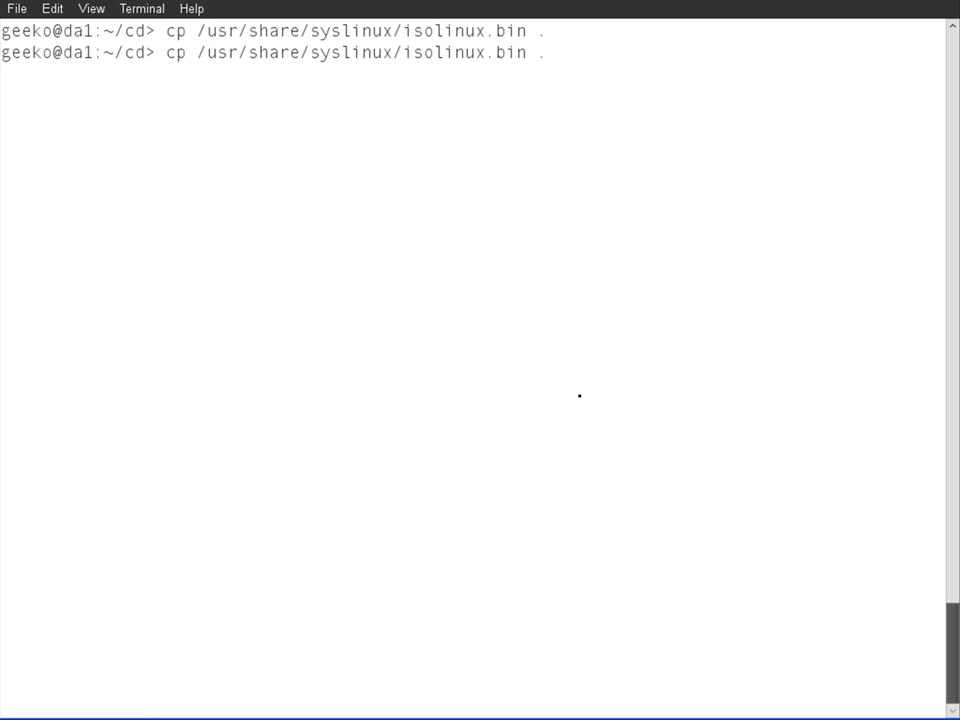 File Edit View Terminal Help
geeko@da1:~/cd> cp /usr/share/syslinux/isolinux.bin .
geeko@da1:~/cd> cp /usr/share/syslinux/isolinux.bin .